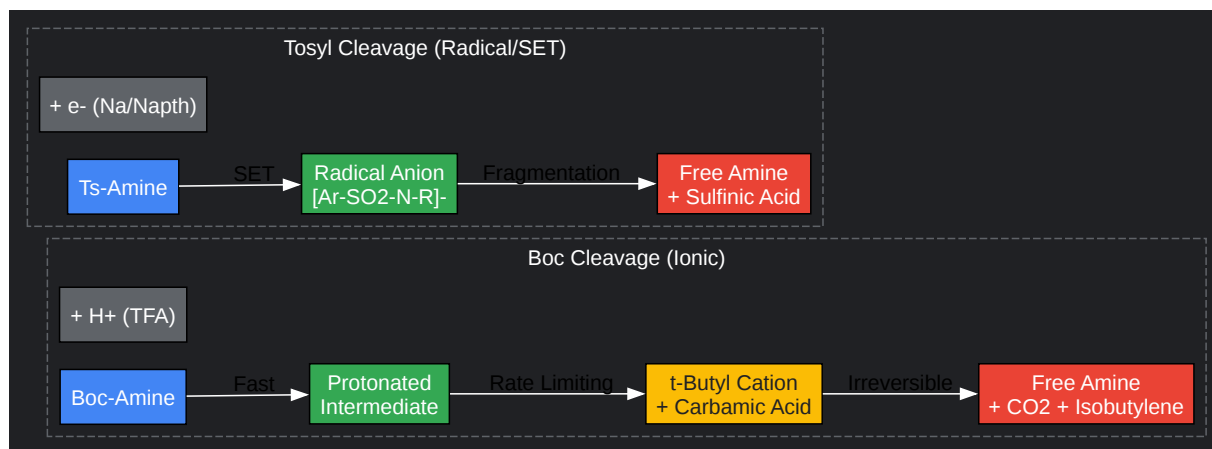 Tosyl Cleavage (Radical/SET)
+ e- (Na/Napth)
Ts-Amine
SET
Radical Anion
[Ar-SO2-N-R]-
Fragmentation
Free Amine
+ Sulfinic Acid
Boc Cleavage (Ionic)
+ H+ (TFA)
Boc-Amine
Fast
Protonated
Intermediate
Rate Limiting
t-Butyl Cation
+ Carbamic Acid
Irreversible
Free Amine
+ CO2 + Isobutylene